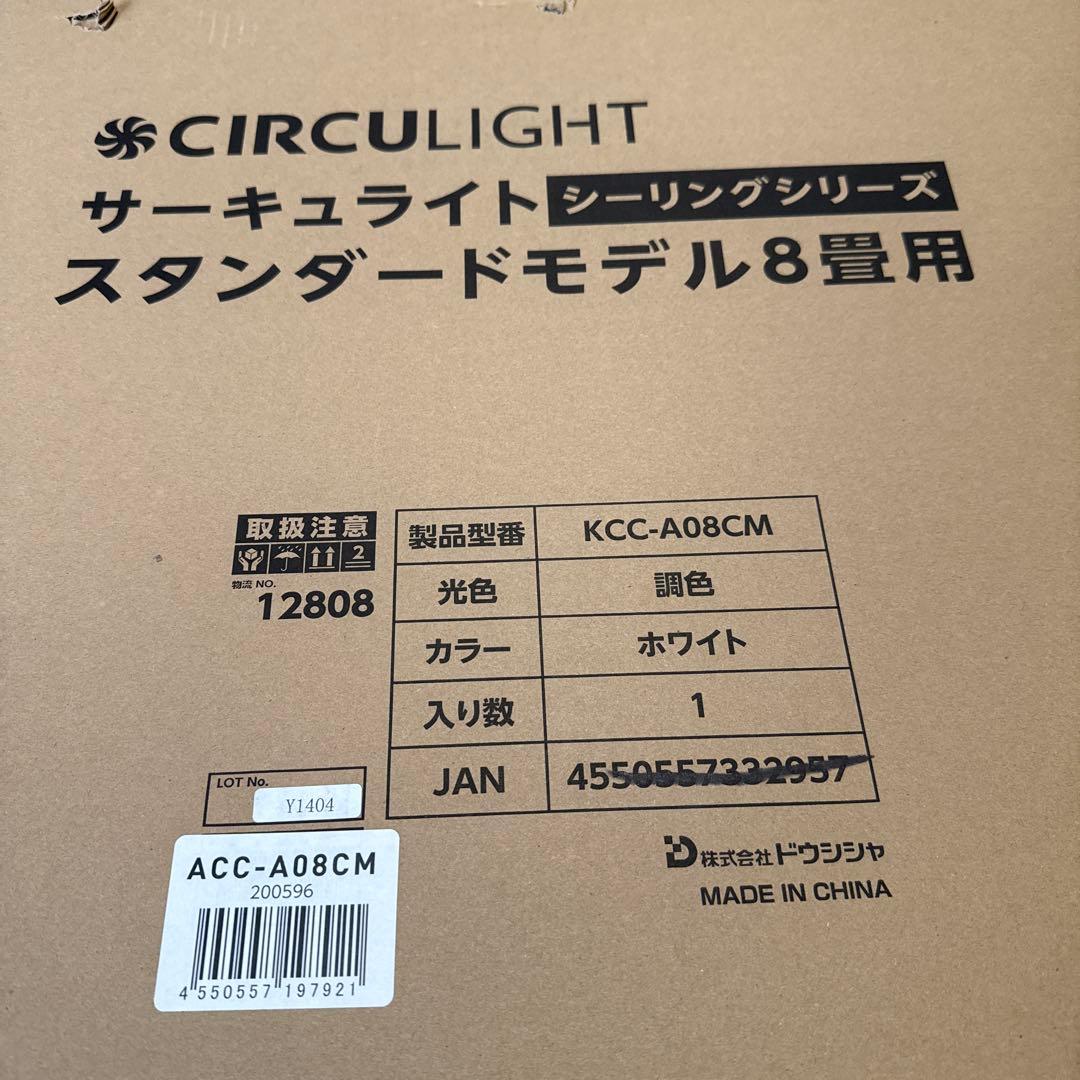 CIRCULIGHT
サーキュライト シーリングシリーズ
スタンダードモデル8畳用
取扱注意
2
物流 NO.
12808
製品型番 KCC-A08CM
光色 調色
カラー ホワイト
入り数 1
JAN 4550557332957
LOT No.
Y1404
株式会社ドウシシャ
MADE IN CHINA
ACC-A08CM
200596
4 550557 197921